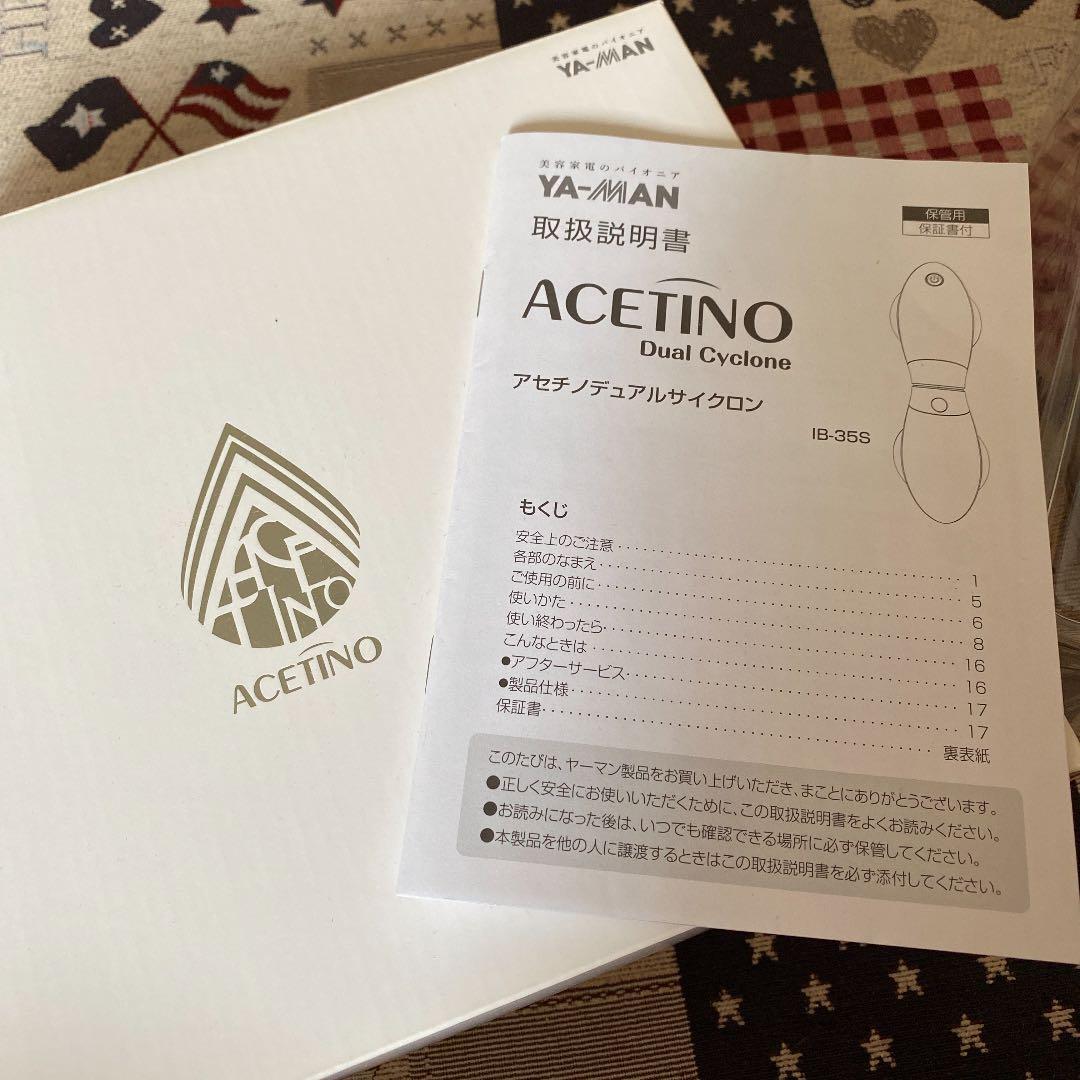 美容家電のパイオニア
YA-MAN
ACETINO
ACETINO
美容家電のパイオニア
YA-MAN
取扱説明書
保管用
保証書付
ACETINO
Dual Cyclone
アセチノデュアルサイクロン
IB-35S
もくじ
安全上のご注意 1
各部のなまえ 5
ご使用の前に 6
使いかた 8
使い終わったら 16
こんなときは 16
●アフターサービス 17
●製品仕様 17
保証書 裏表紙
このたびは、ヤーマン製品をお買い上げいただき、まことにありがとうございます。
●正しく安全にお使いいただくために、この取扱説明書をよくお読みください。
●お読みになった後は、いつでも確認できる場所に必ず保管してください。
●本製品を他の人に譲渡するときはこの取扱説明書を必ず添付してください。